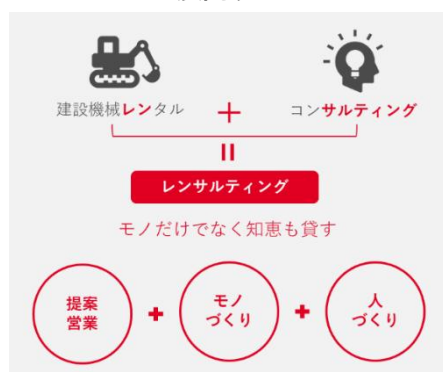 建設機械レンタル + コンサルティング
=
レンサルティング
モノだけでなく知恵も貸す
提案
営業
+
モノ
づくり
+
人
づくり